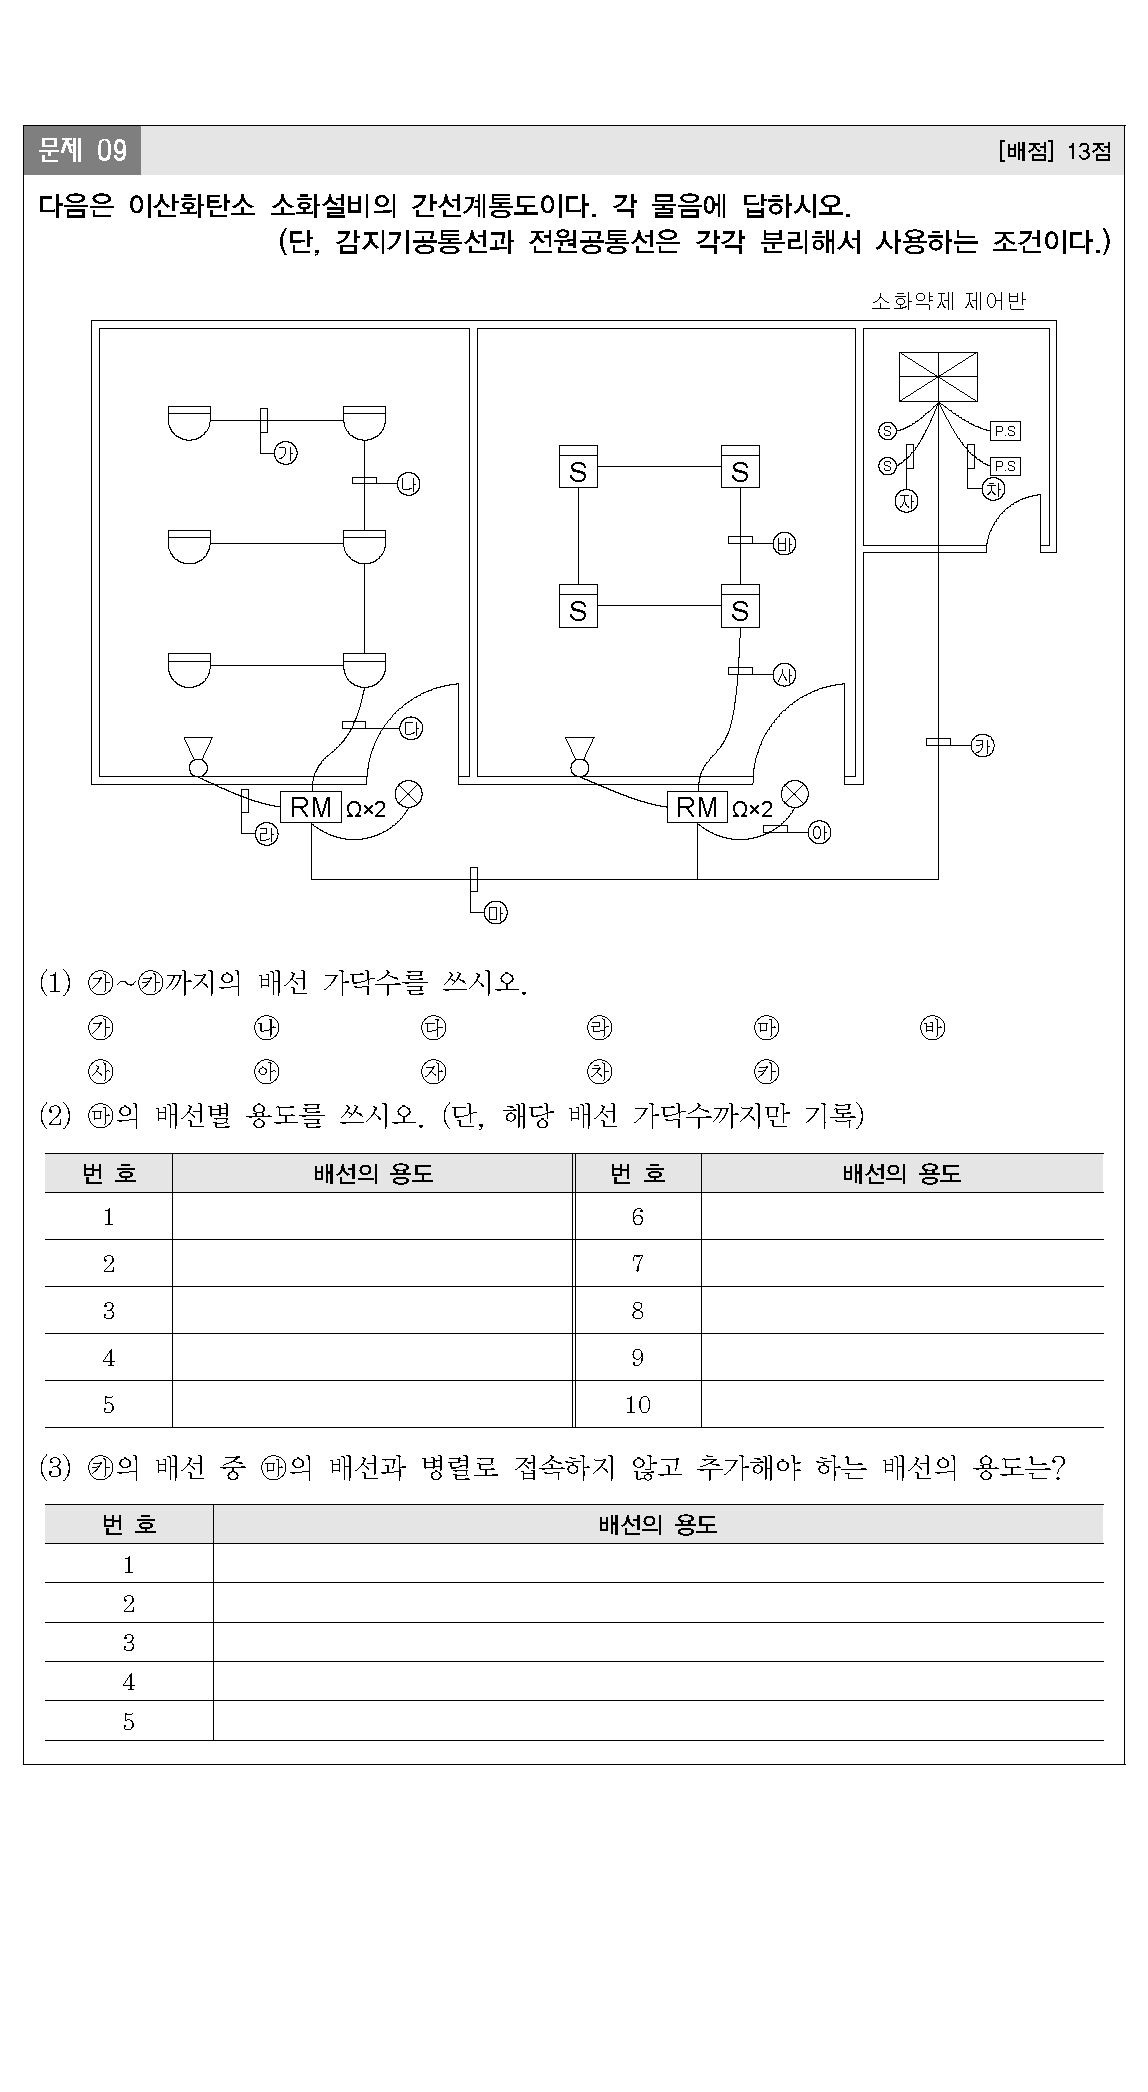 문제 09
[배점] 13점
다음은 이산화탄소 소화설비의 간선계통도이다. 각 물음에 답하시오.
(단, 감지기공통선과 전원공통선은 각각 분리해서 사용하는 조건이다.)
소화약제 제어반
S P.S
S P.S
㉮
㉯
S S
㉶ ㉵
㉳
S S
㉴
㉰
㉸
RM Ω×2
RM Ω×2
㉱
㉵
㉲
(1) ㉮~㉸까지의 배선 가닥수를 쓰시오.
㉮ ㉯ ㉰ ㉱ ㉲ ㉳
㉴ ㉵ ㉶ ㉷ ㉸
(2) ㉲의 배선별 용도를 쓰시오. (단, 해당 배선 가닥수까지만 기록)
번 호 배선의 용도 번 호 배선의 용도
1 6
2 7
3 8
4 9
5 10
(3) ㉸의 배선 중 ㉲의 배선과 병렬로 접속하지 않고 추가해야 하는 배선의 용도는?
번 호 배선의 용도
1
2
3
4
5